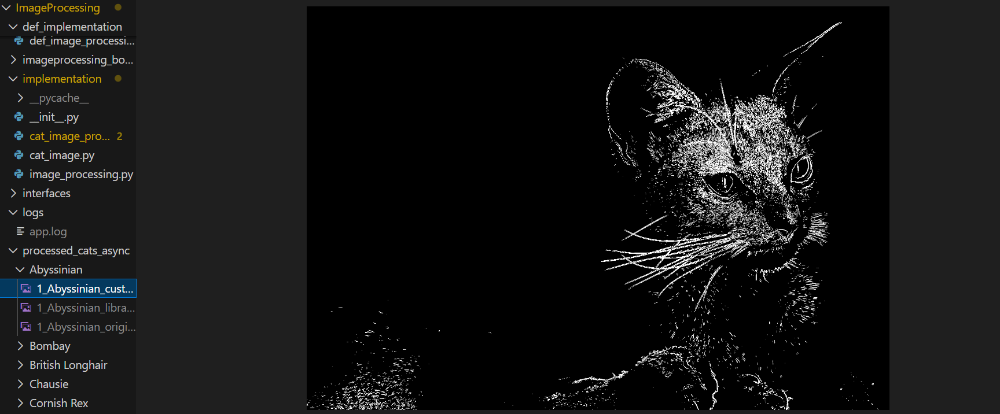 ImageProcessing
def_implementation
def_image_processi...
imageprocessing_bo...
implementation
__pycache__
__init__.py
cat_image_pro... 2
cat_image.py
image_processing.py
interfaces
logs
app.log
processed_cats_async
Abyssinian
1_Abyssinian_cust...
1_Abyssinian_libra...
1_Abyssinian_origi...
Bombay
British Longhair
Chausie
Cornish Rex